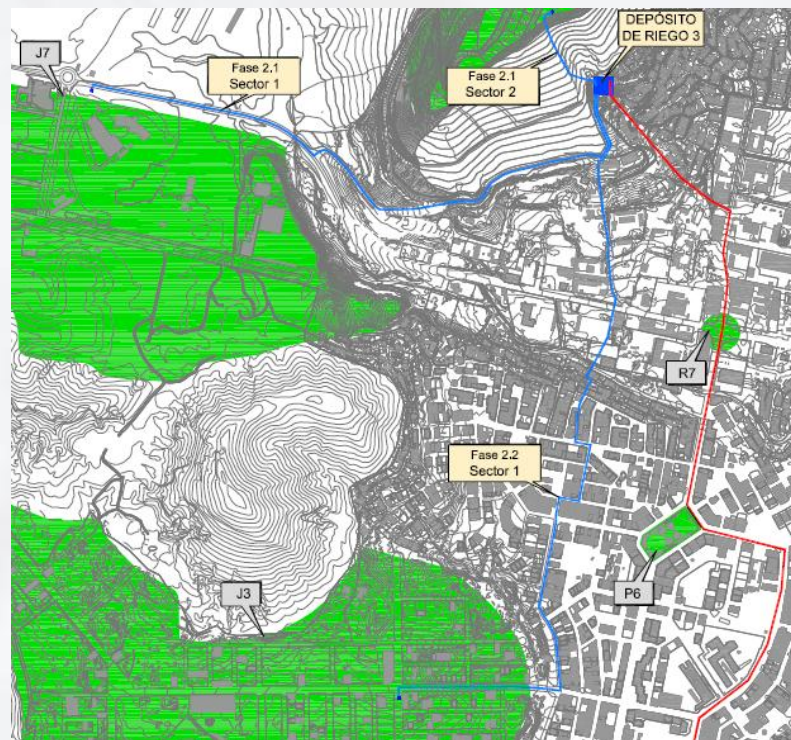 DEPÓSITO
DE RIEGO 3
J7
Fase 2.1
Sector 1
Fase 2.1
Sector 2
R7
Fase 2.2
Sector 1
P6
J3